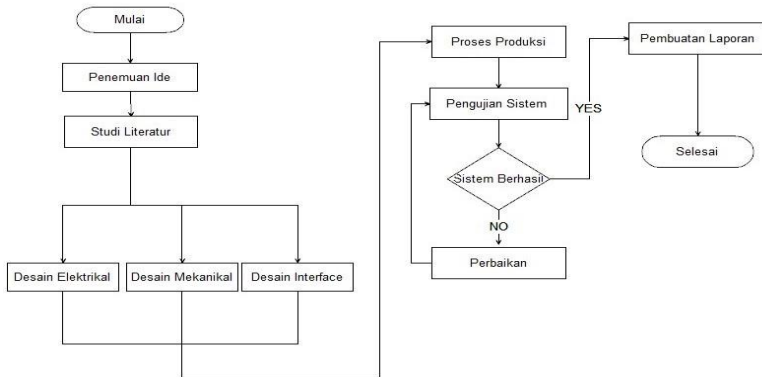 Mulai
Penemuan Ide
Studi Literatur
Desain Elektrikal
Desain Mekanikal
Desain Interface
Proses Produksi
Pengujian Sistem
Sistem Berhasil
YES
NO
Perbaikan
Pembuatan Laporan
Selesai